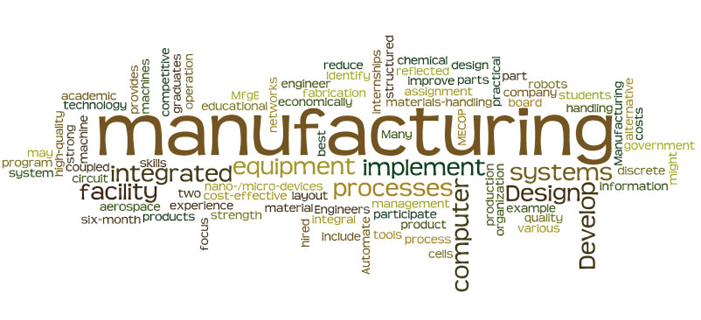 manufacturing
academic
technology
provides
machines
competitive
graduates
operation
MfgE
educational
networks
engineer
fabrication
economically
reduce
identify
internships
structured
chemical
design
reflected
improve
parts
assignment
materials-handling
practical
part
robots
company
students
board
handling
Manufacturing
alternative
costs
government
might
may
program
system
high-quality
strong
machine
coupled
circuit
skills
integrated
facility
best
Many
MECOP
equipment
implement
systems
discrete
information
two
nano-/micro-devices
cost-effective
layout
processes
computer
production
organization
Design
Develop
aerospace
experience
six-month
products
strength
focus
material
Engineers
integral
management
participate
product
example
quality
various
hired
include
Automate
tools
process
cells